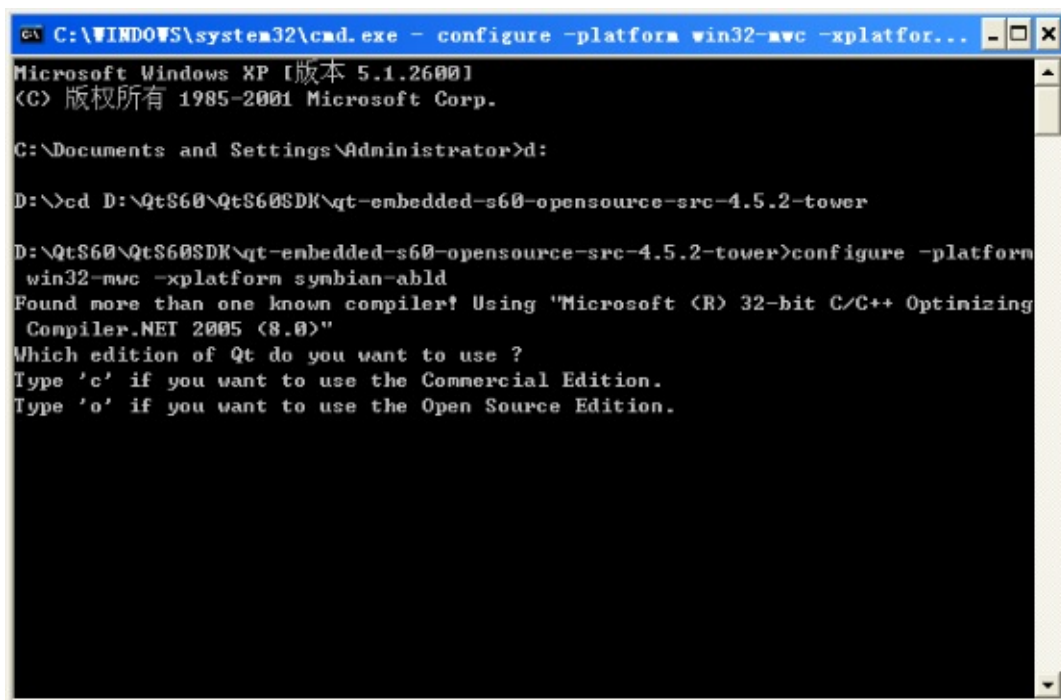 C:\WINDOWS\system32\cmd.exe - configure -platform win32-mwc -xplatfor...
Microsoft Windows XP [版本 5.1.2600]
(C) 版权所有 1985-2001 Microsoft Corp.
C:\Documents and Settings\Administrator>d:
D:\>cd D:\QtS60\QtS60SDK\qt-embedded-s60-opensource-src-4.5.2-tower
D:\QtS60\QtS60SDK\qt-embedded-s60-opensource-src-4.5.2-tower>configure -platform
win32-mwc -xplatform symbian-abld
Found more than one known compiler! Using "Microsoft (R) 32-bit C/C++ Optimizing
Compiler.NET 2005 (8.0)"
Which edition of Qt do you want to use ?
Type 'c' if you want to use the Commercial Edition.
Type 'o' if you want to use the Open Source Edition.